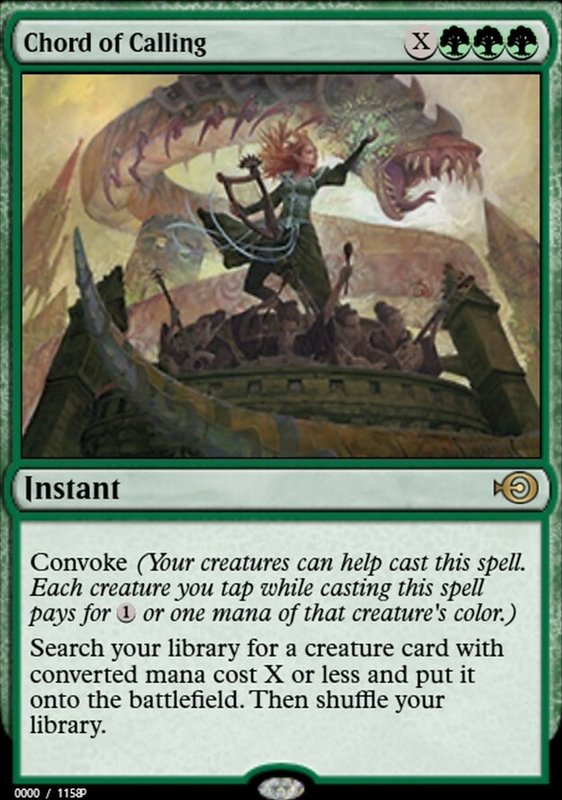 Chord of Calling X
Instant
Convoke (Your creatures can help cast this spell.
Each creature you tap while casting this spell
pays for 1 or one mana of that creature's color.)
Search your library for a creature card with
converted mana cost X or less and put it
onto the battlefield. Then shuffle your
library.
0000 / 1158P